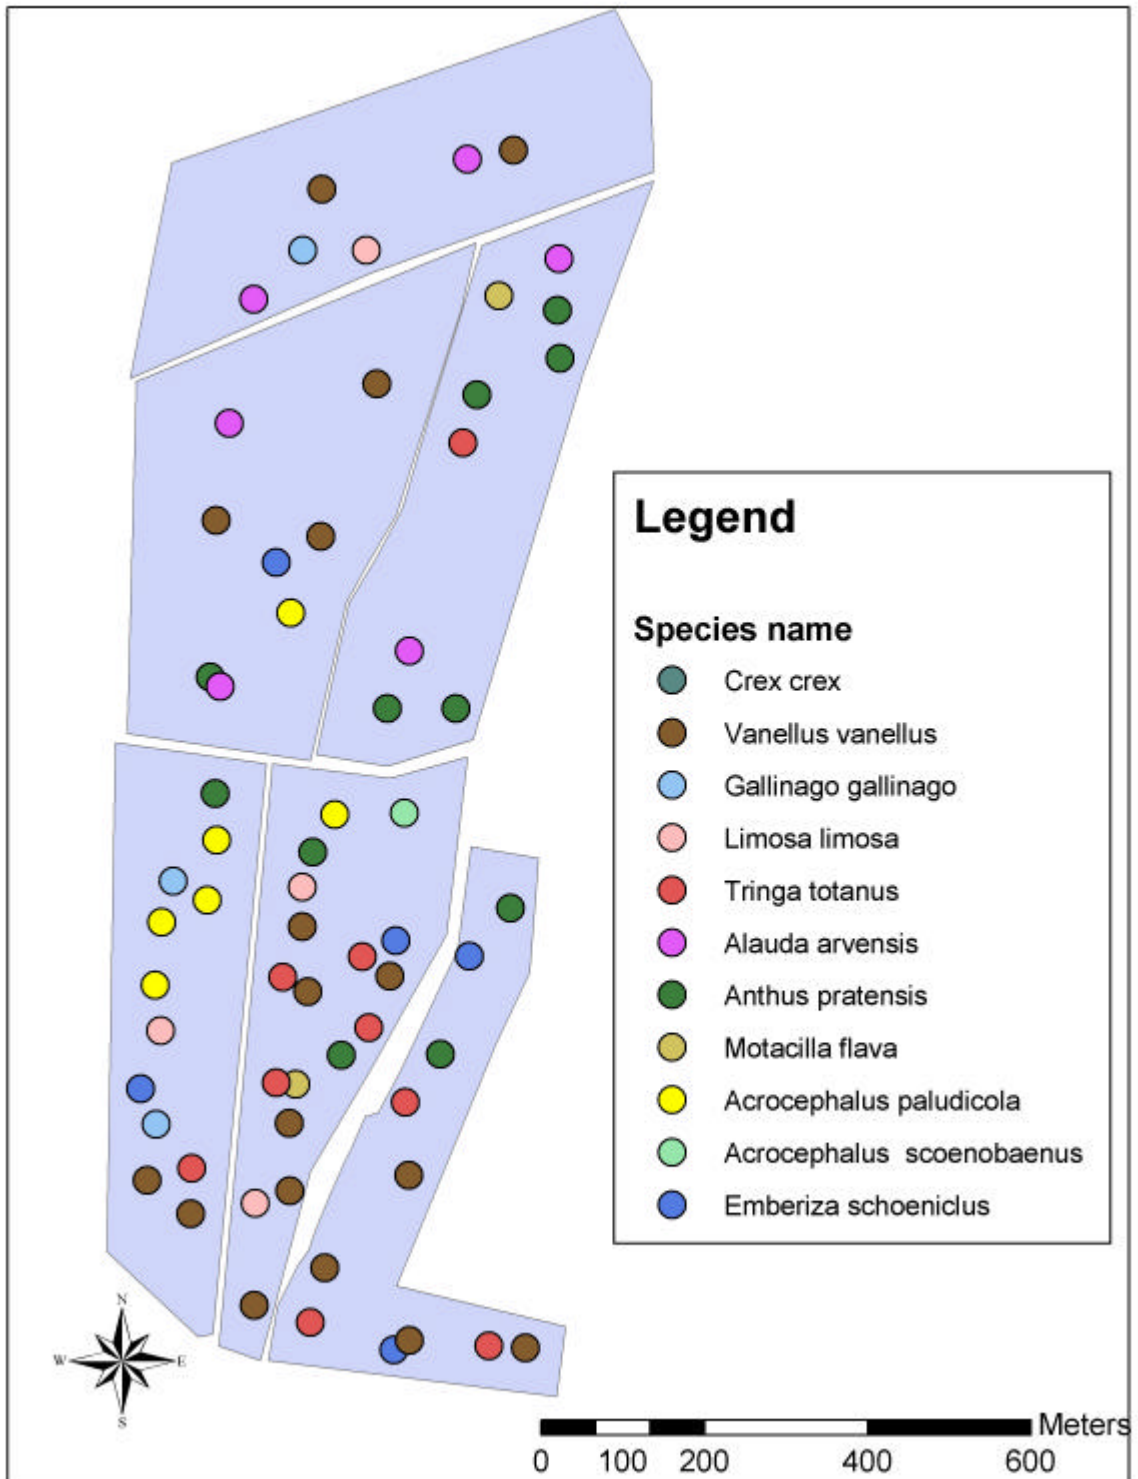 Legend
Species name
Crex crex
Vanellus vanellus
Gallinago gallinago
Limosa limosa
Tringa totanus
Alauda arvensis
Anthus pratensis
Motacilla flava
Acrocephalus paludicola
Acrocephalus scoenobaenus
Emberiza schoeniclus
N
W E
S
Meters
0 100 200 400 600